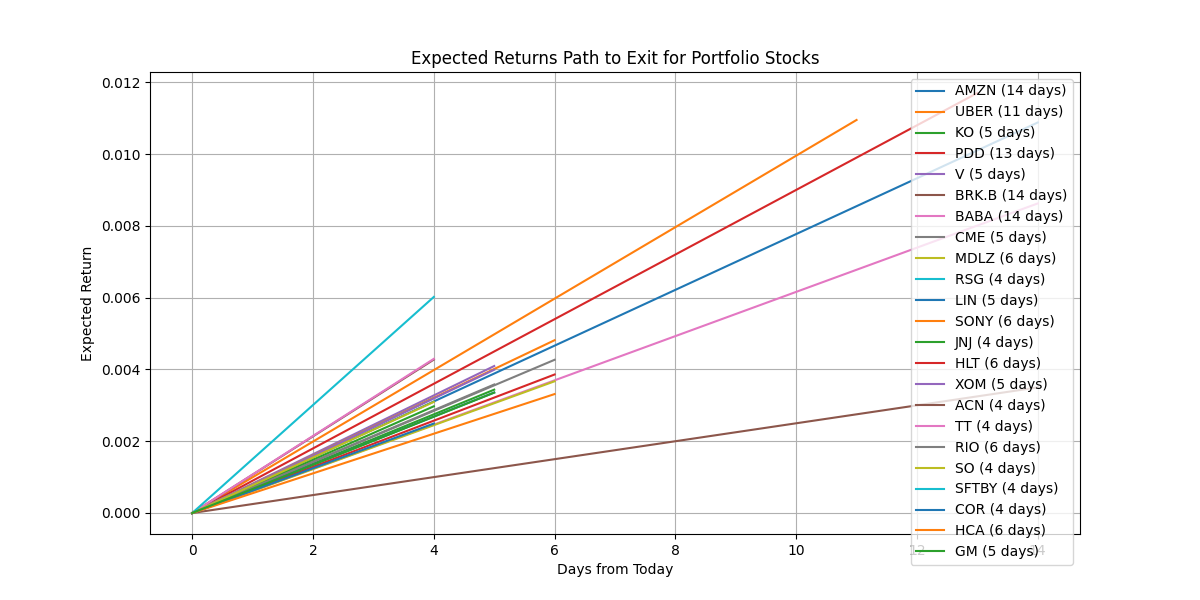 Expected Returns Path to Exit for Portfolio Stocks
Expected Return
0.012
0.010
0.008
0.006
0.004
0.002
0.000
0 2 4 6 8 10 12 14
Days from Today
AMZN (14 days)
UBER (11 days)
KO (5 days)
PDD (13 days)
V (5 days)
BRK.B (14 days)
BABA (14 days)
CME (5 days)
MDLZ (6 days)
RSG (4 days)
LIN (5 days)
SONY (6 days)
JNJ (4 days)
HLT (6 days)
XOM (5 days)
ACN (4 days)
TT (4 days)
RIO (6 days)
SO (4 days)
SFTBY (4 days)
COR (4 days)
HCA (6 days)
GM (5 days)